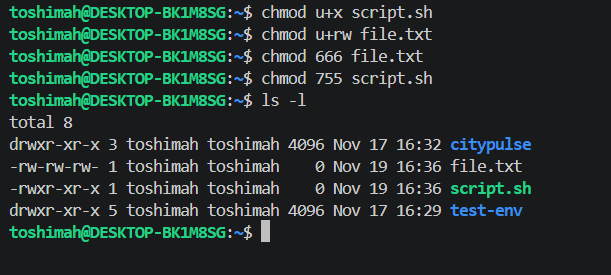 toshimah@DESKTOP-BK1M8SG:~$ chmod u+x script.sh
toshimah@DESKTOP-BK1M8SG:~$ chmod u+rw file.txt
toshimah@DESKTOP-BK1M8SG:~$ chmod 666 file.txt
toshimah@DESKTOP-BK1M8SG:~$ chmod 755 script.sh
toshimah@DESKTOP-BK1M8SG:~$ ls -l
total 8
drwxr-xr-x 3 toshimah toshimah 4096 Nov 17 16:32 citypulse
-rw-rw-rw- 1 toshimah toshimah    0 Nov 19 16:36 file.txt
-rwxr-xr-x 1 toshimah toshimah    0 Nov 19 16:36 script.sh
drwxr-xr-x 5 toshimah toshimah 4096 Nov 17 16:29 test-env
toshimah@DESKTOP-BK1M8SG:~$